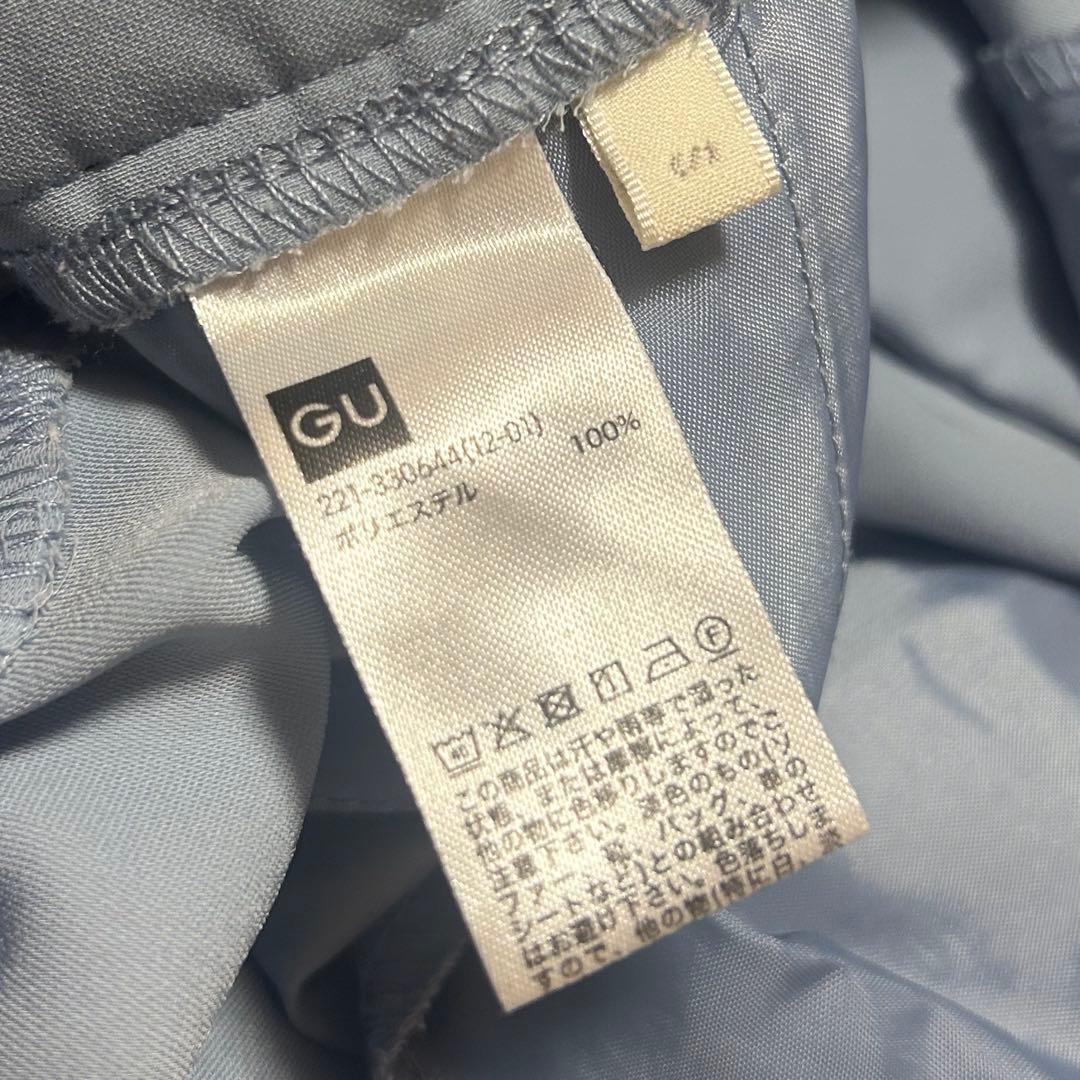 GU
221-330644(12-01)
ポリエステル 100%
F
この商品は汗や雨等で湿った
状態、または摩擦によって、
他の物に色移りしますのでご
注意下さい。淡色のもの(ソ
ファー、靴、バッグ、車の
シートなど)との組み合わせ
はお避け下さい。色落ちしま
すので、他の物(特に白、淡